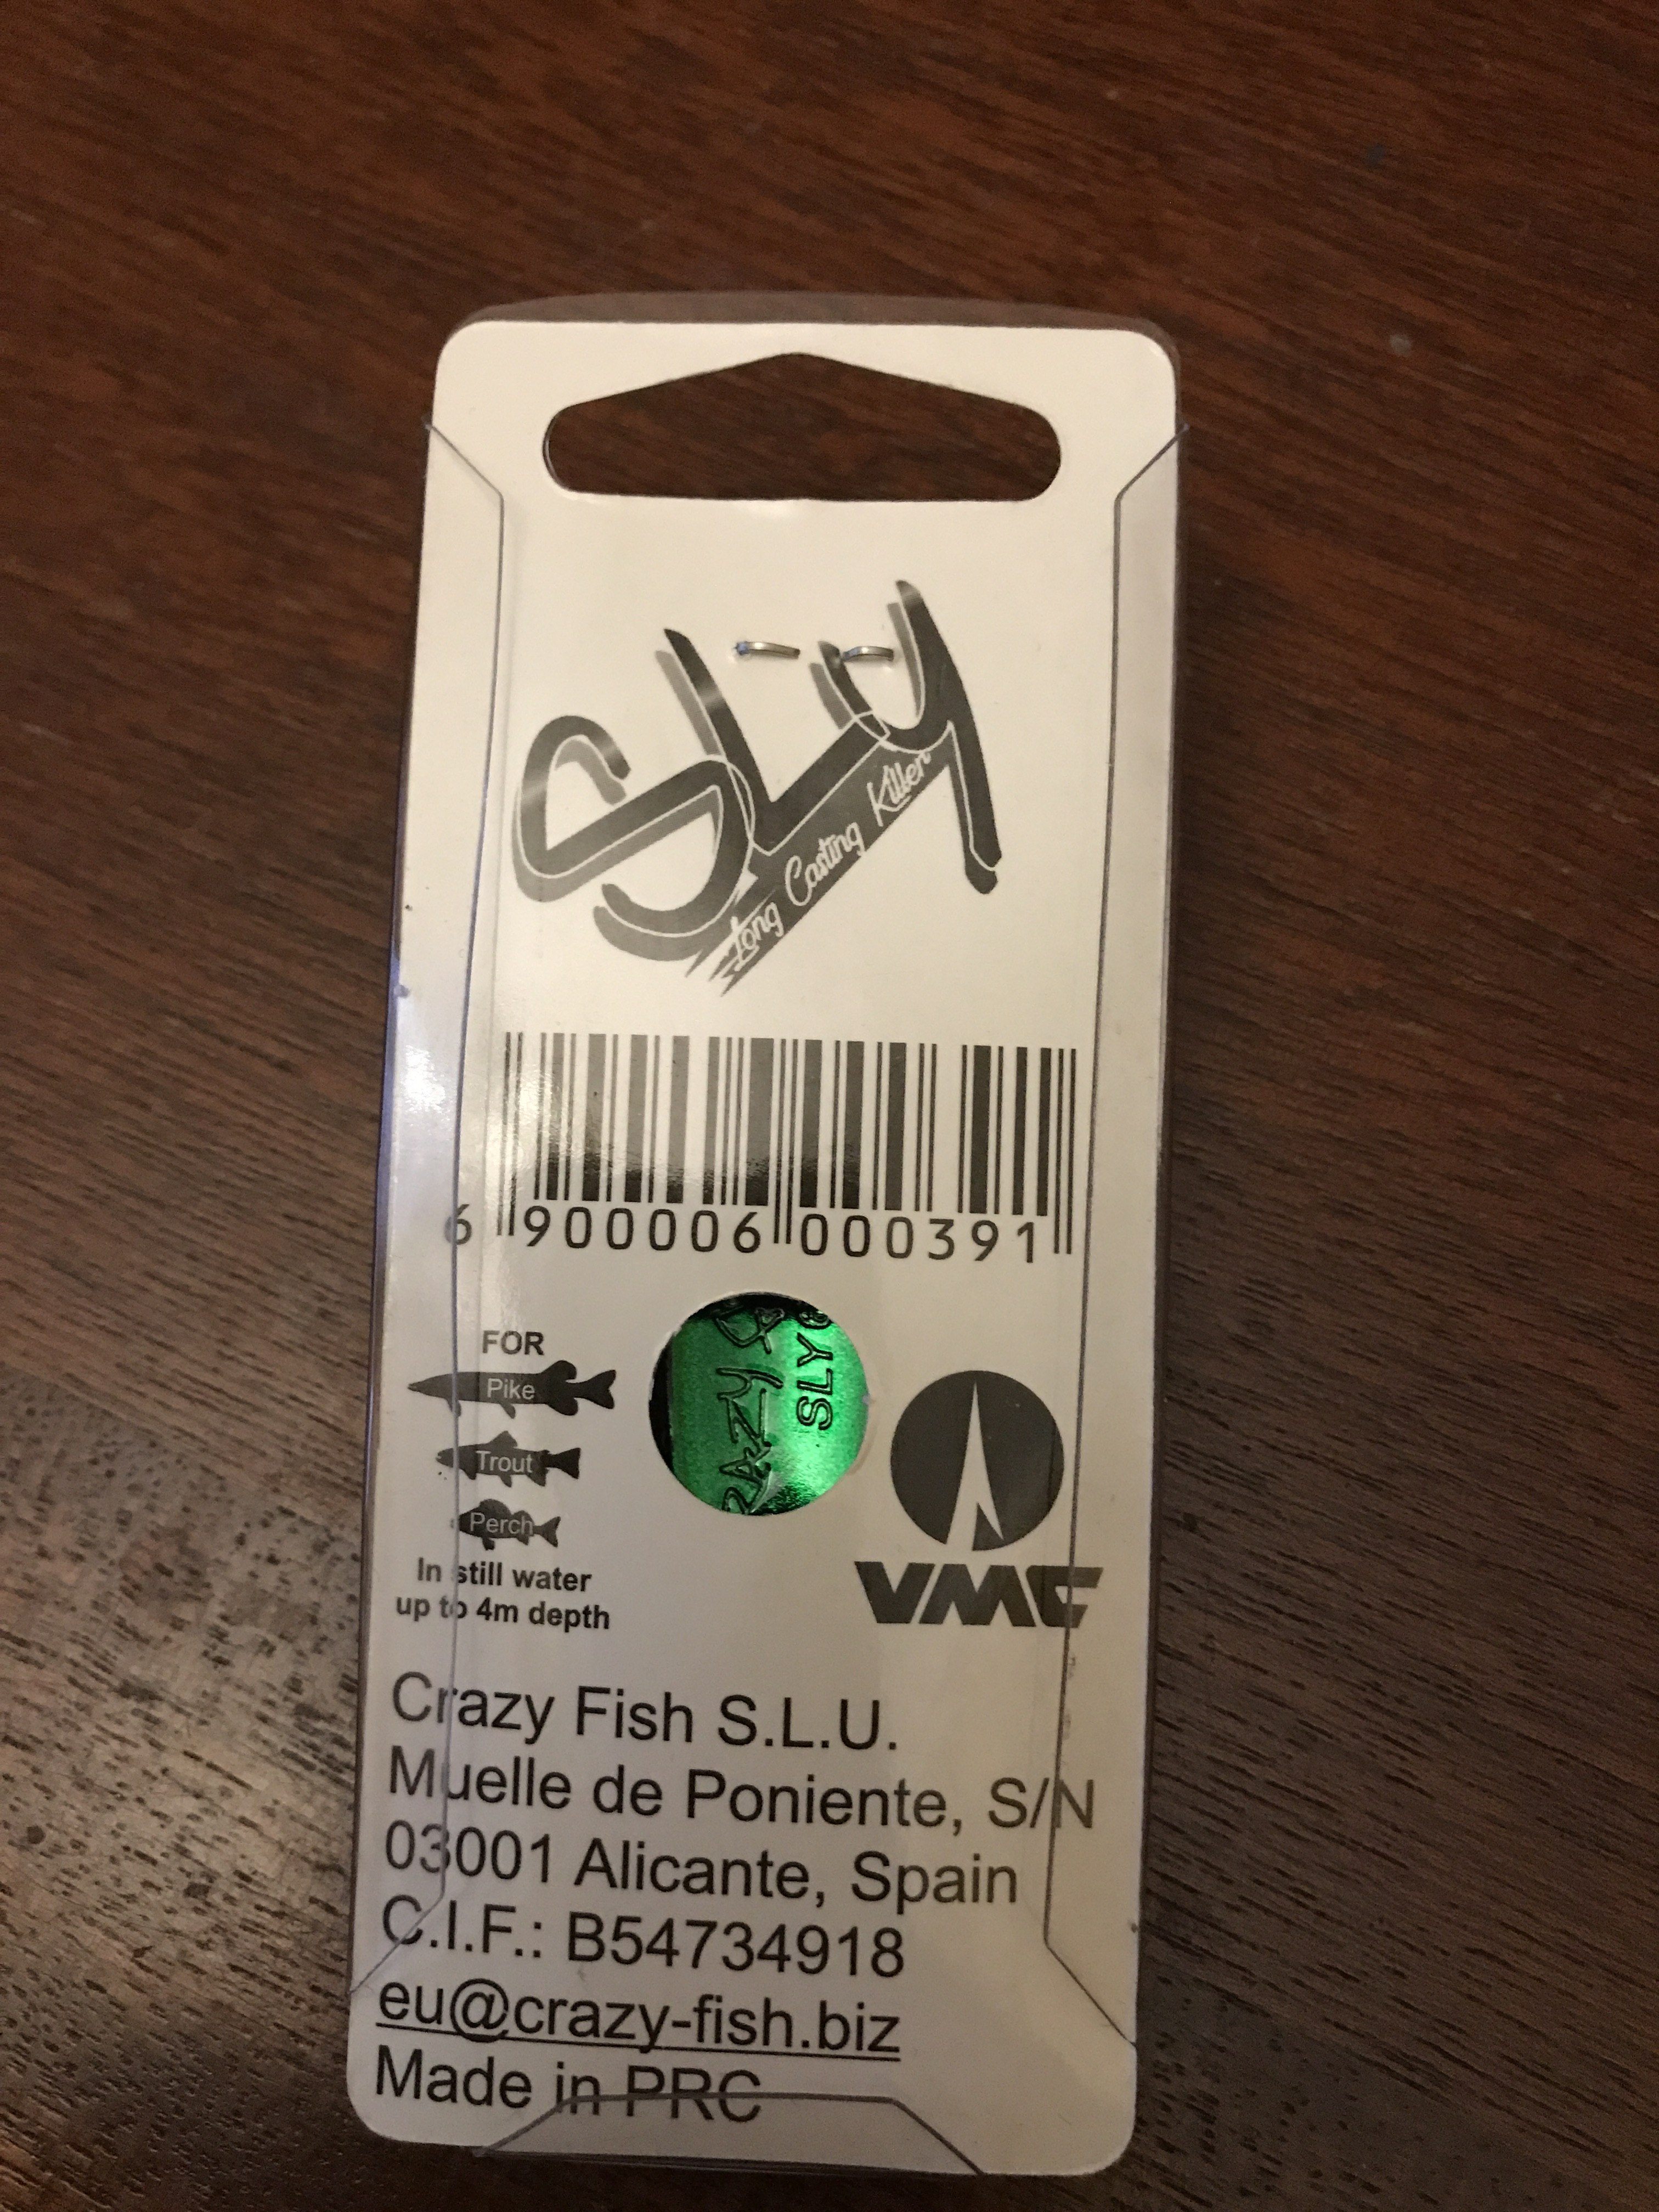 SLy
Long Casting Killer
6 900006 000391
FOR
Pike
Trout
Perch
In still water
up to 4m depth
RAZY
SLY
VMC
Crazy Fish S.L.U.
Muelle de Poniente, S/N
03001 Alicante, Spain
C.I.F.: B54734918
eu@crazy-fish.biz
Made in PRC